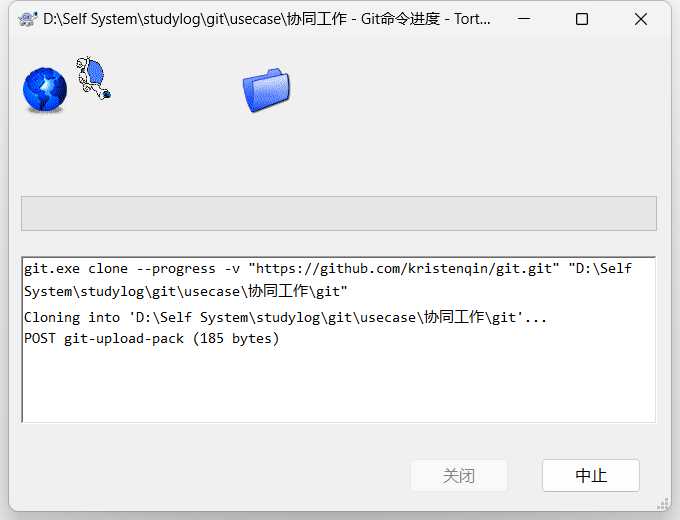 D:\Self System\studylog\git\usecase\协同工作 - Git命令进度 - Tort...
git.exe clone --progress -v "https://github.com/kristenqin/git.git" "D:\Self
System\studylog\git\usecase\协同工作\git"
Cloning into 'D:\Self System\studylog\git\usecase\协同工作\git'...
POST git-upload-pack (185 bytes)
关闭
中止